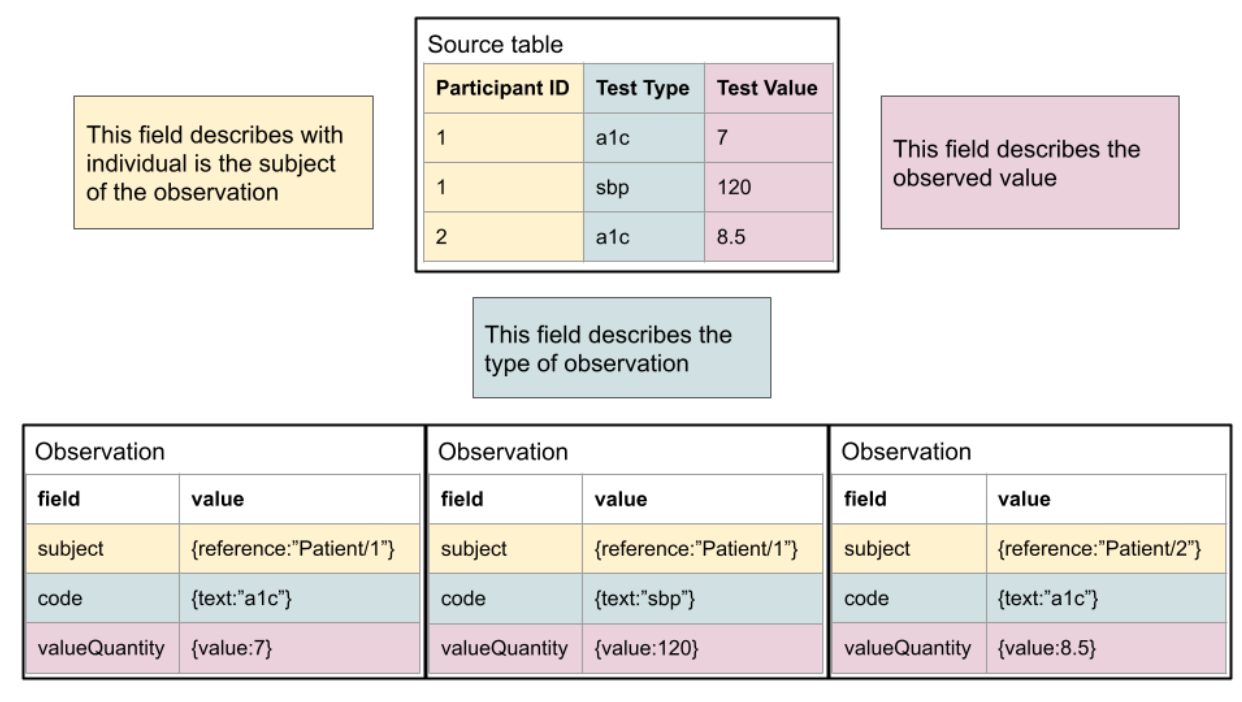 Source table
Participant ID Test Type Test Value
1 a1c 7
1 sbp 120
2 a1c 8.5
This field describes with
individual is the subject
of the observation
This field describes the
observed value
This field describes the
type of observation
Observation
field value
subject {reference:”Patient/1”}
code {text:”a1c”}
valueQuantity {value:7}
Observation
field value
subject {reference:”Patient/1”}
code {text:”sbp”}
valueQuantity {value:120}
Observation
field value
subject {reference:”Patient/2”}
code {text:”a1c”}
valueQuantity {value:8.5}